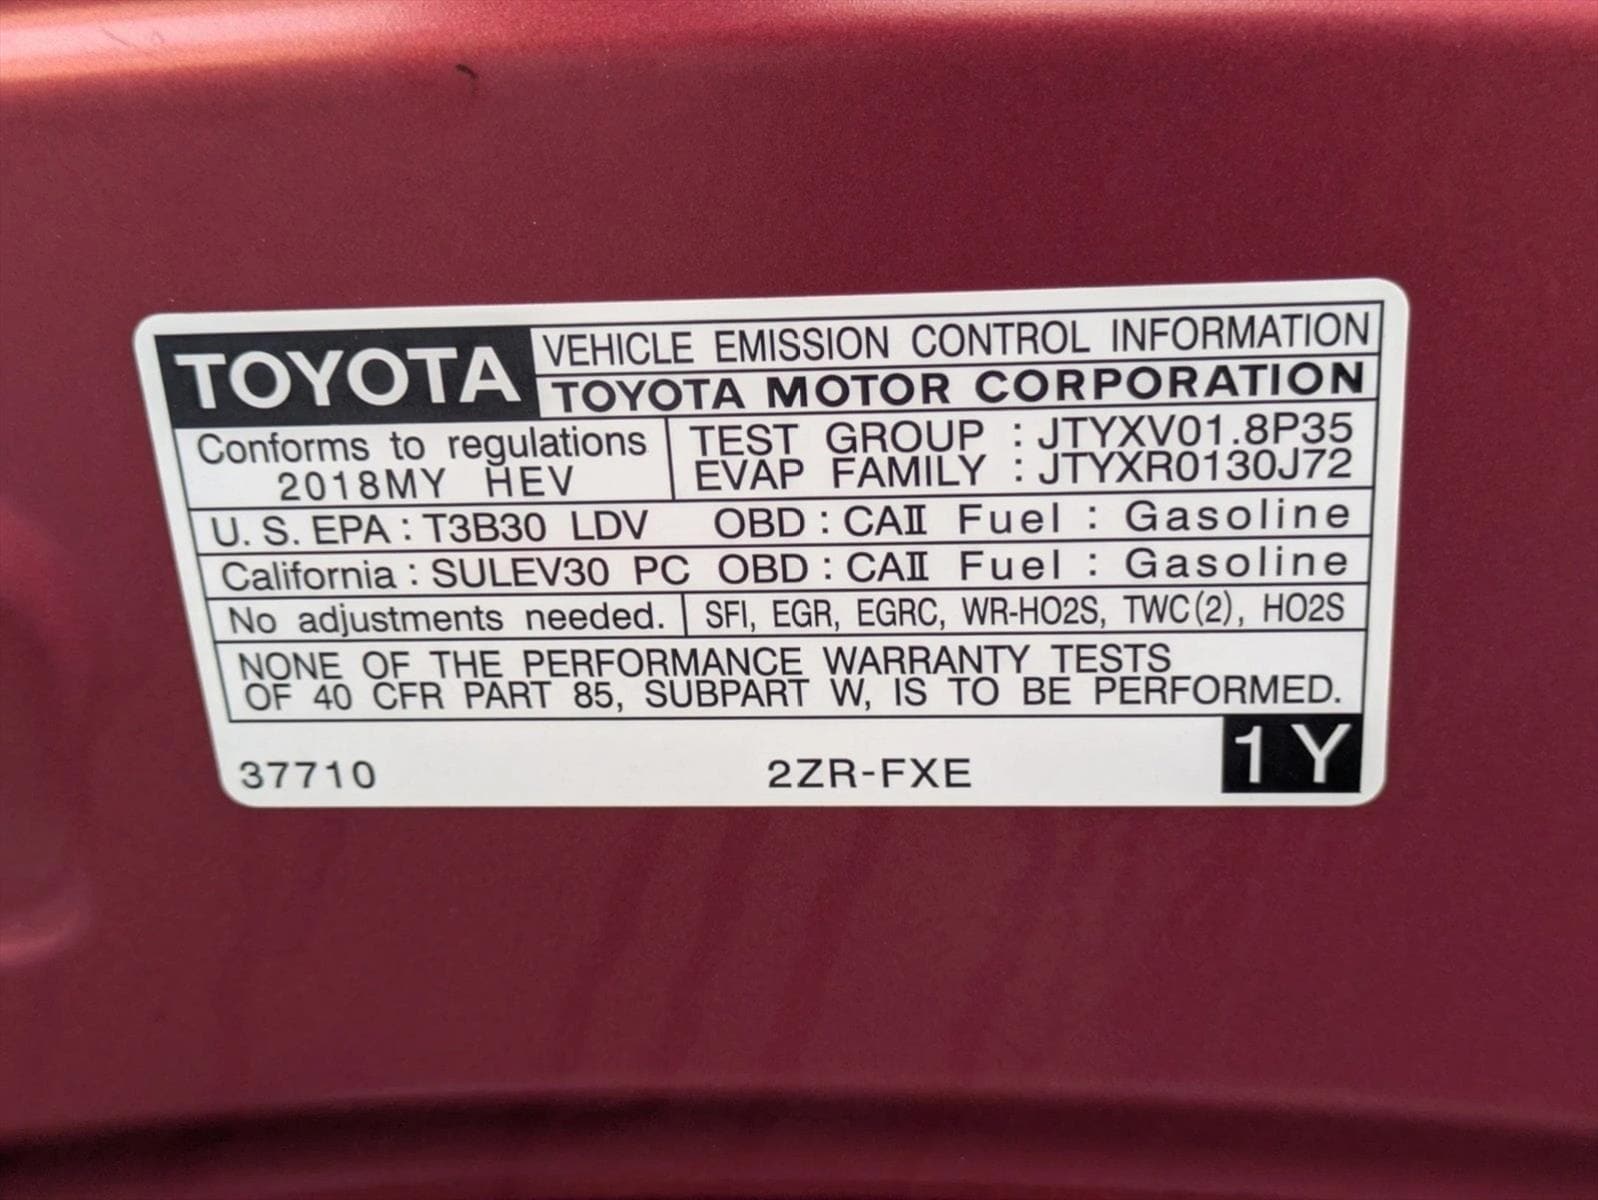 TOYOTA VEHICLE EMISSION CONTROL INFORMATION
TOYOTA MOTOR CORPORATION
Conforms to regulations
2018MY HEV
TEST GROUP : JTYXV01.8P35
EVAP FAMILY : JTYXR0130J72
U. S. EPA : T3B30 LDV OBD : CAⅡ Fuel : Gasoline
California : SULEV30 PC OBD : CAⅡ Fuel : Gasoline
No adjustments needed. SFI, EGR, EGRC, WR-HO2S, TWC(2), HO2S
NONE OF THE PERFORMANCE WARRANTY TESTS
OF 40 CFR PART 85, SUBPART W, IS TO BE PERFORMED.
37710 2ZR-FXE 1Y